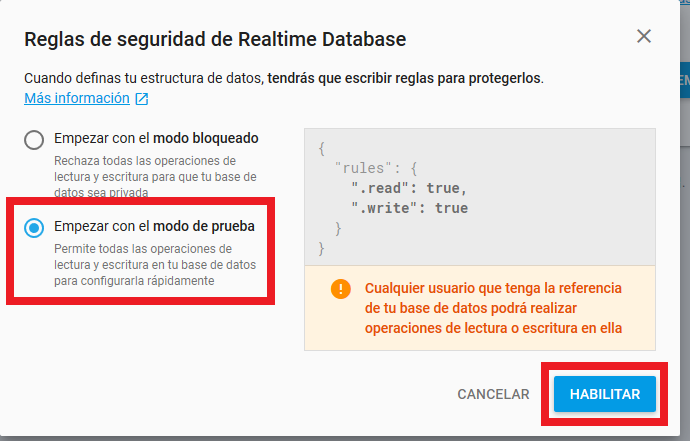 Reglas de seguridad de Realtime Database
Cuando definas tu estructura de datos, tendrás que escribir reglas para protegerlos.
Más información
Empezar con el modo bloqueado
Rechaza todas las operaciones de
lectura y escritura para que tu base de
datos sea privada
Empezar con el modo de prueba
Permite todas las operaciones de
lectura y escritura en tu base de datos
para configurarla rápidamente
{
"rules": {
".read": true,
".write": true
}
}
Cualquier usuario que tenga la referencia
de tu base de datos podrá realizar
operaciones de lectura o escritura en ella
CANCELAR
HABILITAR